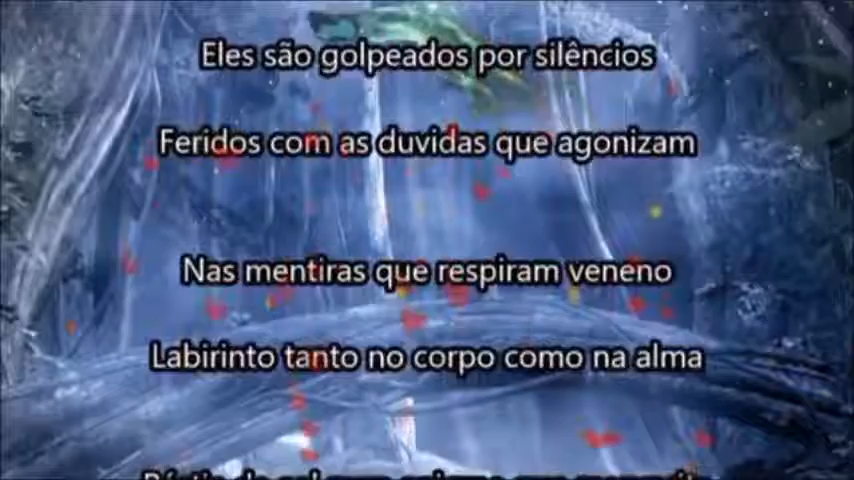 Eles são golpeados por silêncios
Feridos com as duvidas que agonizam
Nas mentiras que respiram veneno
Labirinto tanto no corpo como na alma